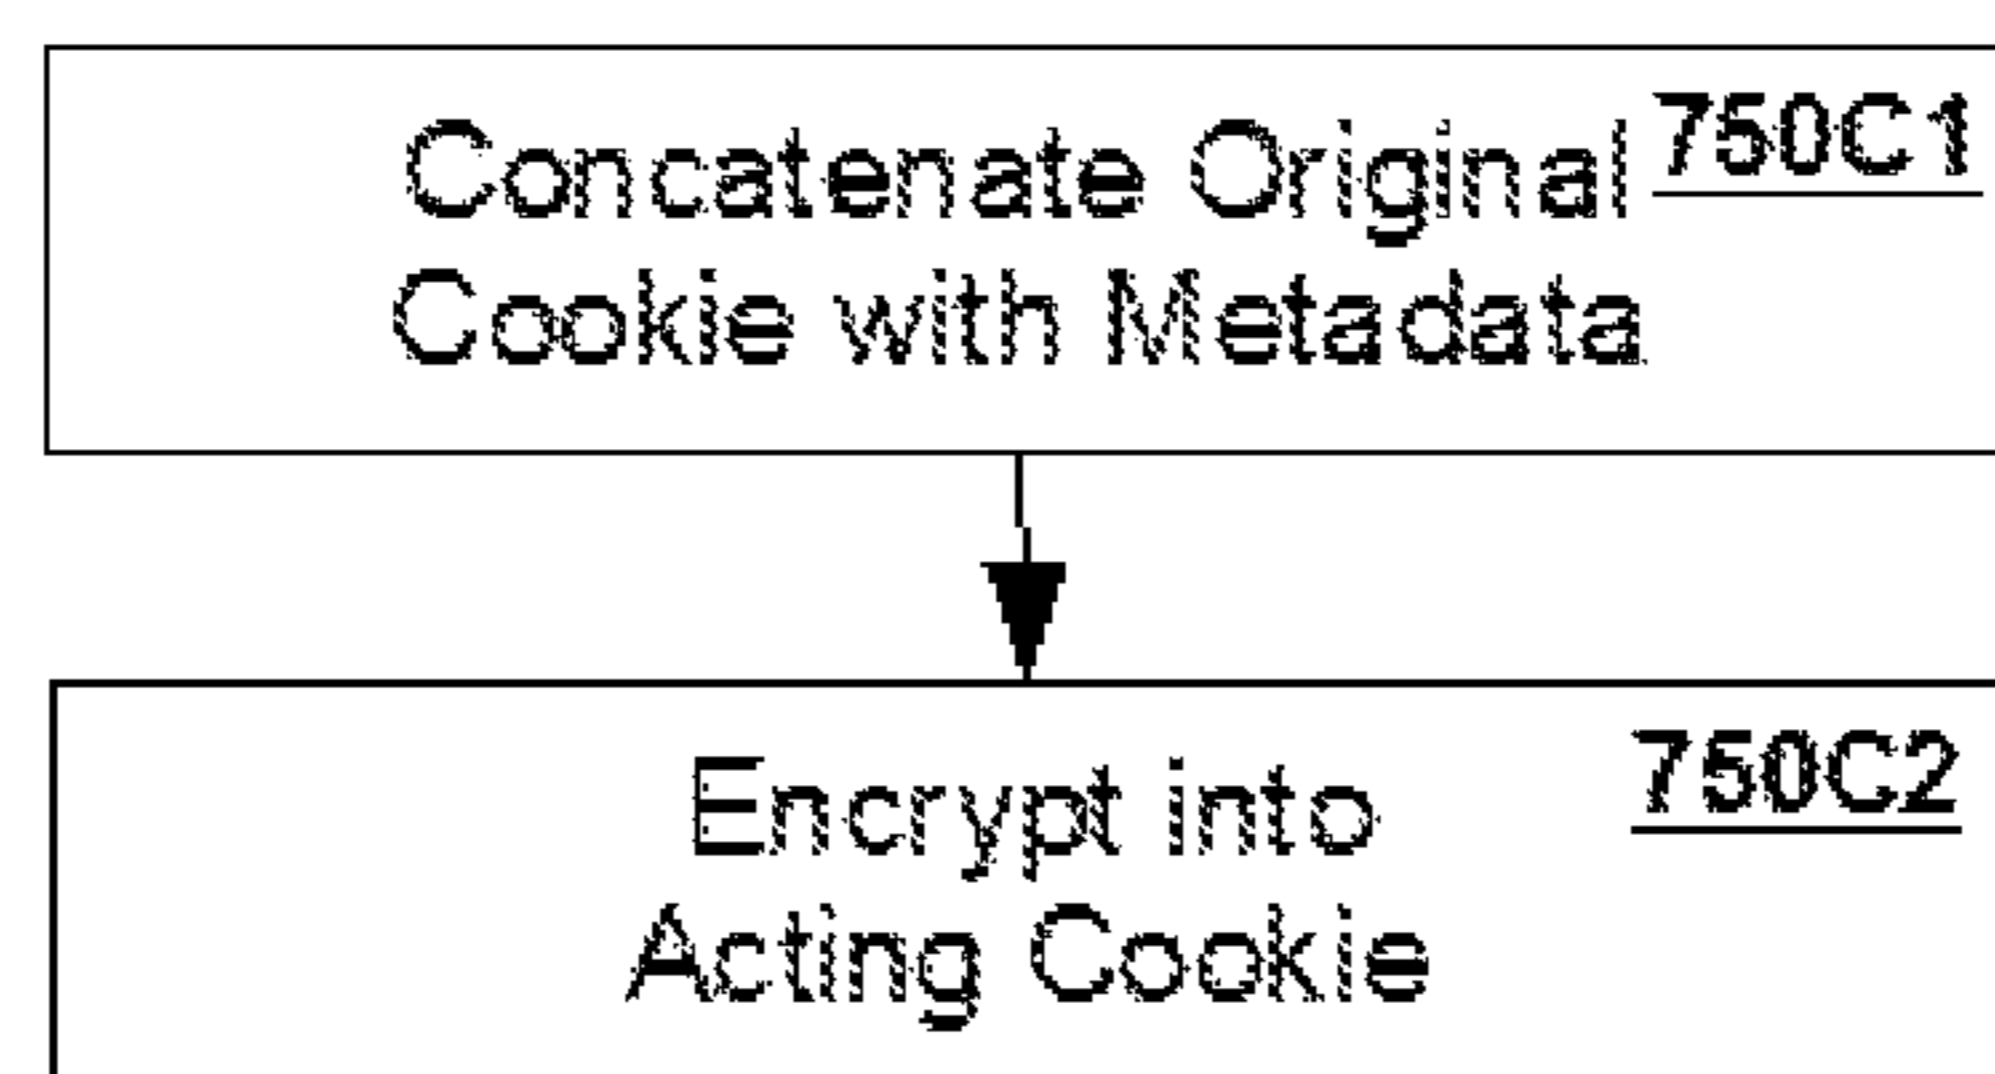 Concatenate Original 750C1
Cookie with Metadata
Encrypt into 750C2
Acting Cookie